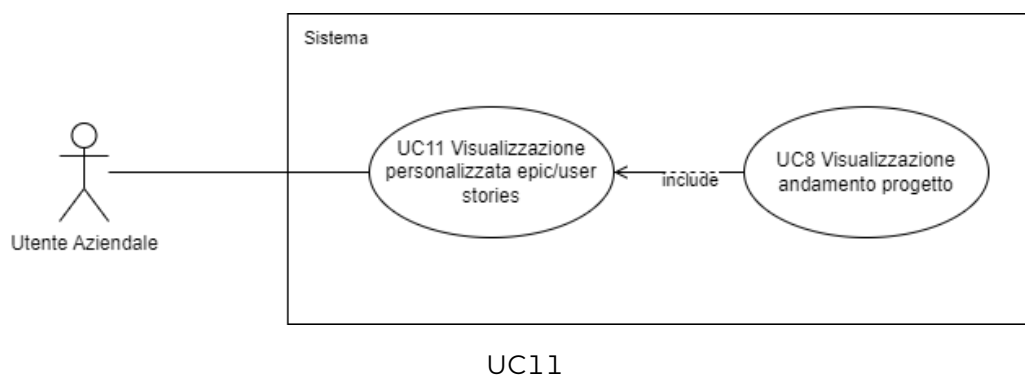 Sistema
UC11 Visualizzazione
personalizzata epic/user
stories
include
UC8 Visualizzazione
andamento progetto
Utente Aziendale
UC11